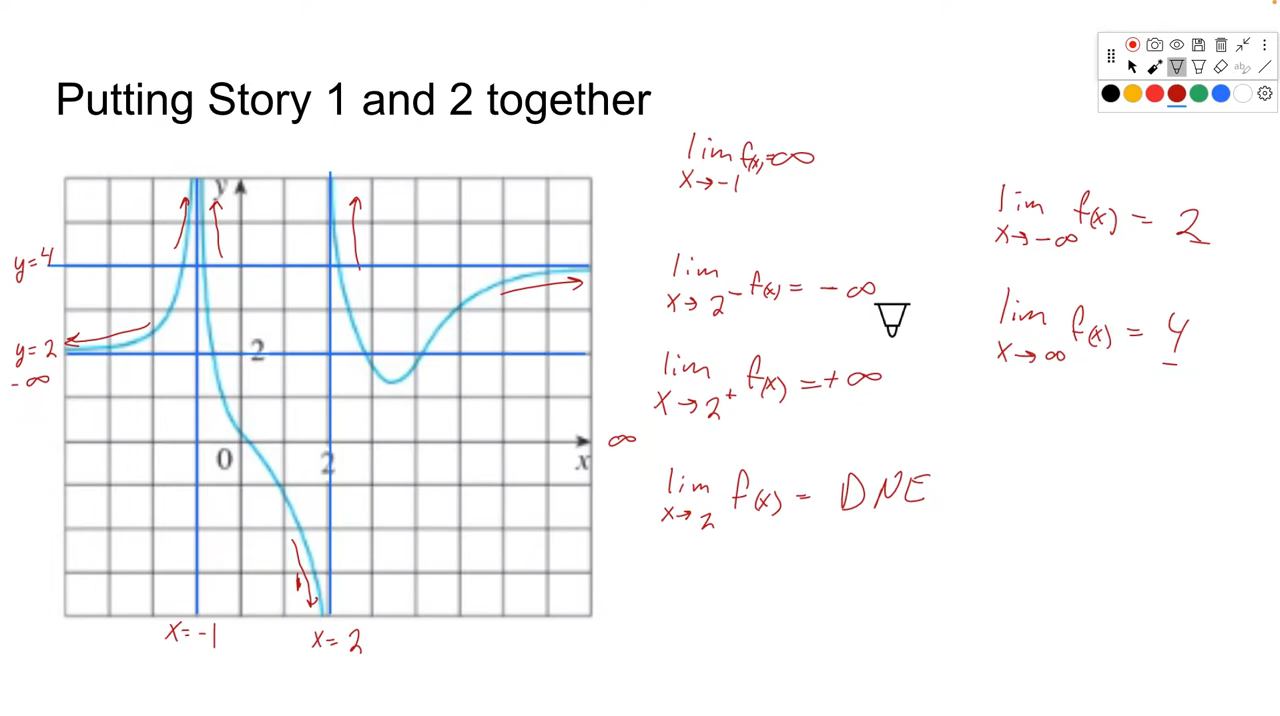 Putting Story 1 and 2 together
lim f(x) = ∞
x→-1
lim f(x) = -∞
x→2⁻
lim f(x) = +∞
x→2⁺
lim f(x) = DNE
x→2
lim f(x) = 2
x→-∞
lim f(x) = 4
x→∞
y
y=4
y=2
-∞
2
0
2
x
∞
x=-1
x=2
ab